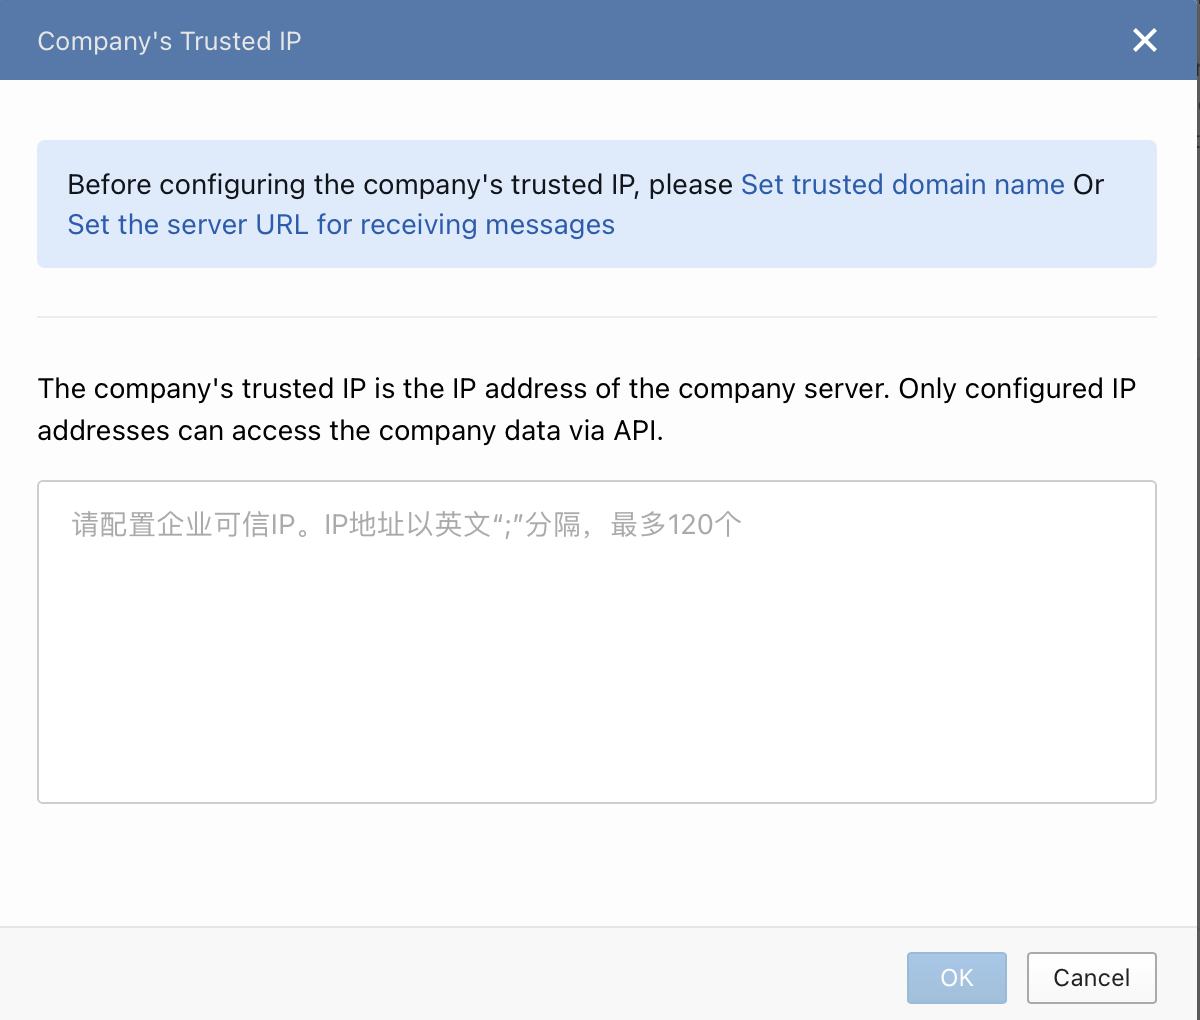 Company's Trusted IP
Before configuring the company's trusted IP, please Set trusted domain name Or
Set the server URL for receiving messages
The company's trusted IP is the IP address of the company server. Only configured IP
addresses can access the company data via API.
请配置企业可信IP。IP地址以英文“;”分隔，最多120个
OK
Cancel